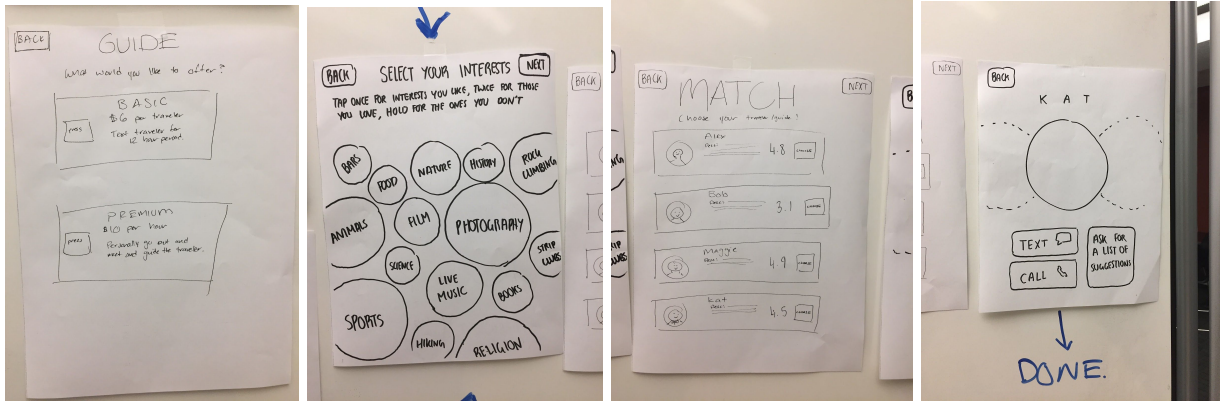 BACK
GUIDE
What would you like to offer?
BASIC
$6 per traveler
Text traveler for
12 hour period.
press
PREMIUM
$10 per hour
Personally go out and
meet and guide the traveler.
press
BACK
SELECT YOUR INTERESTS
NEXT
TAP ONCE FOR INTERESTS YOU LIKE, TWICE FOR THOSE
YOU LOVE, HOLD FOR THE ONES YOU DON'T
BARS
FOOD
NATURE
HISTORY
ROCK
CLIMBING
ANIMALS
FILM
PHOTOGRAPHY
SCIENCE
LIVE
MUSIC
BOOKS
STRIP
CLUBS
SPORTS
HIKING
RELIGION
BACK
MATCH
NEXT
Choose your traveler/guide!
Alex
4.8
Bob
3.1
Maggie
4.9
Kat
4.5
NEXT
BACK
KAT
TEXT
CALL
ASK FOR
A LIST OF
SUGGESTIONS
DONE.